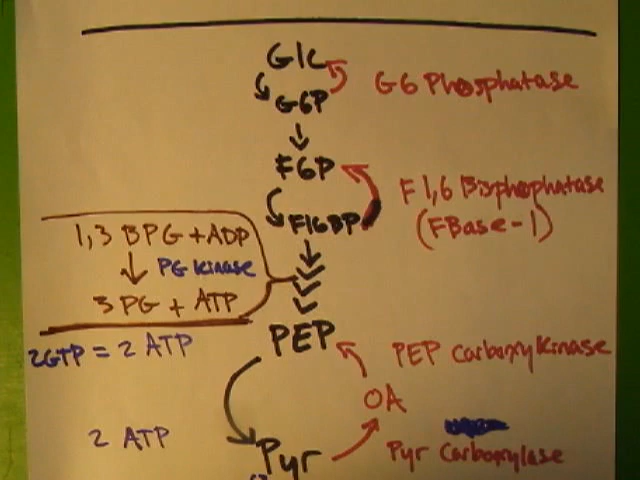 Glc
G6 Phosphatase
G6P
F6P
F1,6 Bisphophatase
(FBase-1)
F16BP
1,3 BPG + ADP
PG Kinase
3 PG + ATP
PEP
2GTP = 2 ATP
PEP Carboxykinase
OA
2 ATP
Pyr
Pyr Carboxylase